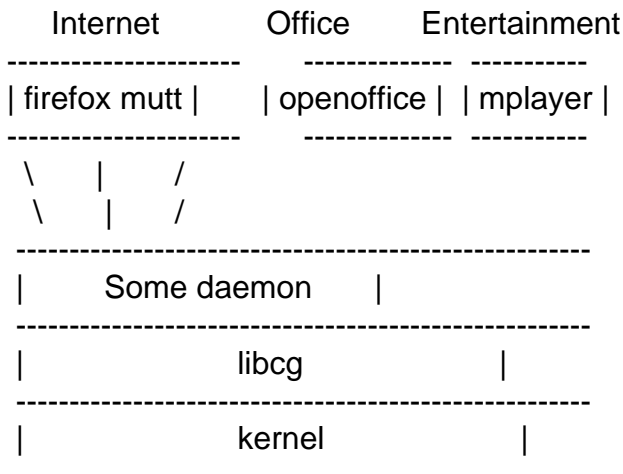 Internet Office Entertainment
---------------------- -------------- -----------
| firefox mutt | | openoffice | | mplayer |
---------------------- -------------- -----------
\ | /
\ | /
------------------------------------------------------
| Some daemon |
------------------------------------------------------
| libcg |
------------------------------------------------------
| kernel |